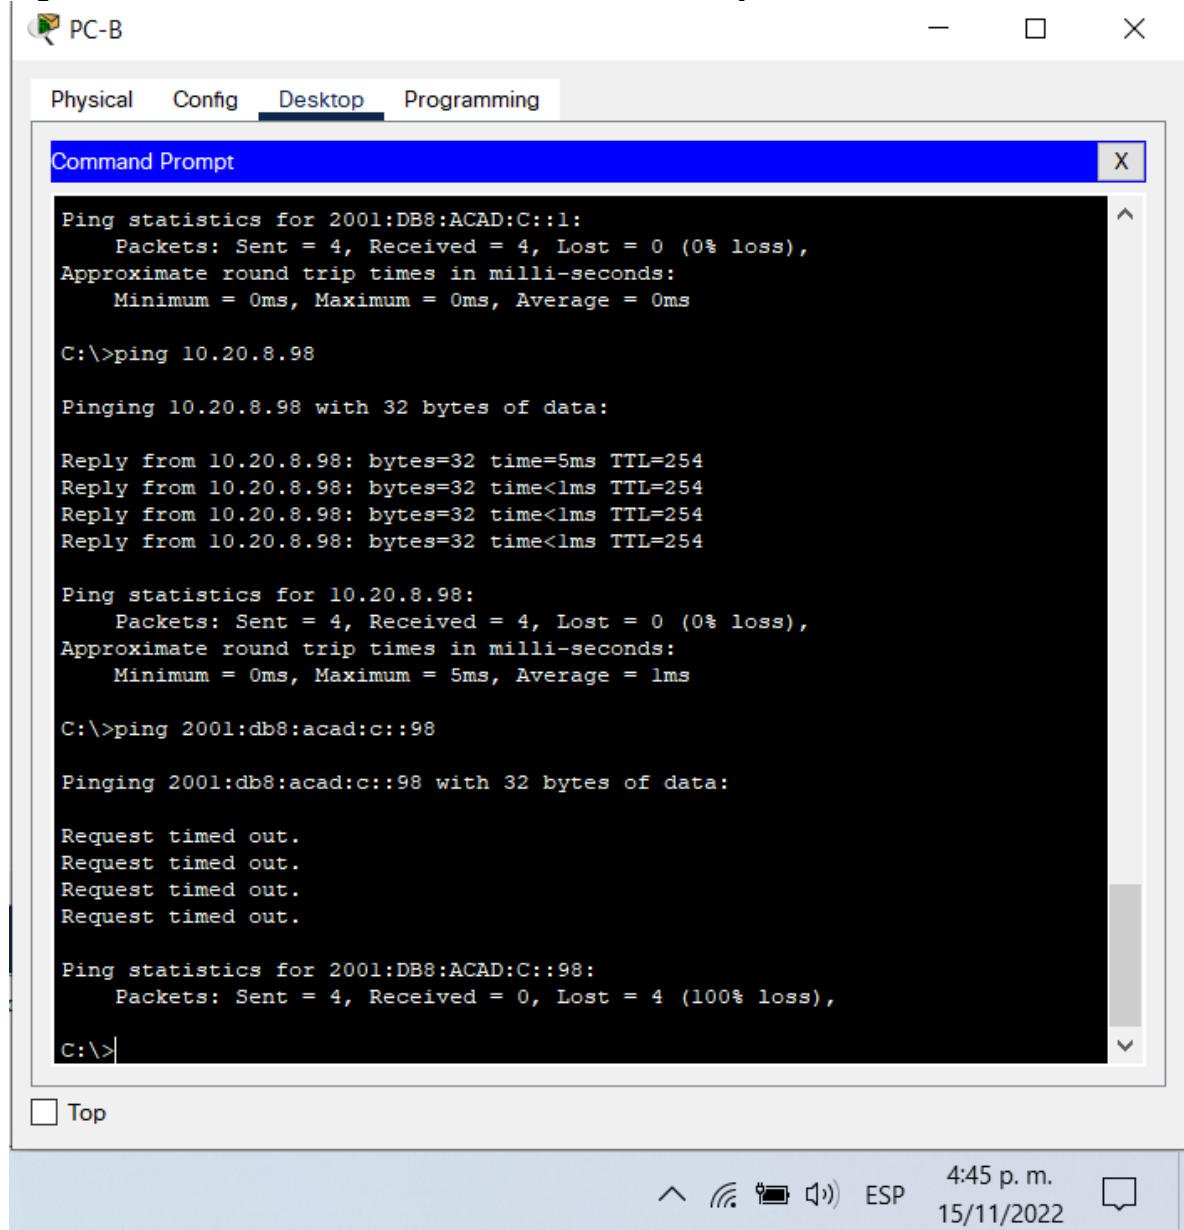 PC-B
Physical Config Desktop Programming
Command Prompt X
Ping statistics for 2001:DB8:ACAD:C::1:
Packets: Sent = 4, Received = 4, Lost = 0 (0% loss),
Approximate round trip times in milli-seconds:
Minimum = 0ms, Maximum = 0ms, Average = 0ms
C:\>ping 10.20.8.98
Pinging 10.20.8.98 with 32 bytes of data:
Reply from 10.20.8.98: bytes=32 time=5ms TTL=254
Reply from 10.20.8.98: bytes=32 time<1ms TTL=254
Reply from 10.20.8.98: bytes=32 time<1ms TTL=254
Reply from 10.20.8.98: bytes=32 time<1ms TTL=254
Ping statistics for 10.20.8.98:
Packets: Sent = 4, Received = 4, Lost = 0 (0% loss),
Approximate round trip times in milli-seconds:
Minimum = 0ms, Maximum = 5ms, Average = 1ms
C:\>ping 2001:db8:acad:c::98
Pinging 2001:db8:acad:c::98 with 32 bytes of data:
Request timed out.
Request timed out.
Request timed out.
Request timed out.
Ping statistics for 2001:DB8:ACAD:C::98:
Packets: Sent = 4, Received = 0, Lost = 4 (100% loss),
C:\>
Top
ESP
4:45 p. m.
15/11/2022